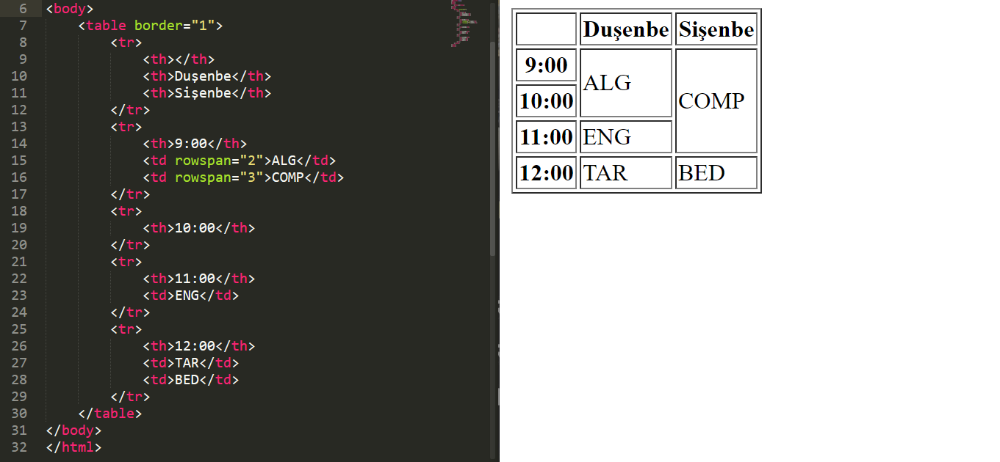 6 <body>
7 <table border="1">
8 <tr>
9 <th></th>
10 <th>Duşenbe</th>
11 <th>Sişenbe</th>
12 </tr>
13 <tr>
14 <th>9:00</th>
15 <td rowspan="2">ALG</td>
16 <td rowspan="3">COMP</td>
17 </tr>
18 <tr>
19 <th>10:00</th>
20 </tr>
21 <tr>
22 <th>11:00</th>
23 <td>ENG</td>
24 </tr>
25 <tr>
26 <th>12:00</th>
27 <td>TAR</td>
28 <td>BED</td>
29 </tr>
30 </table>
31 </body>
32 </html>
Duşenbe Sişenbe
9:00 ALG COMP
10:00
11:00 ENG
12:00 TAR BED